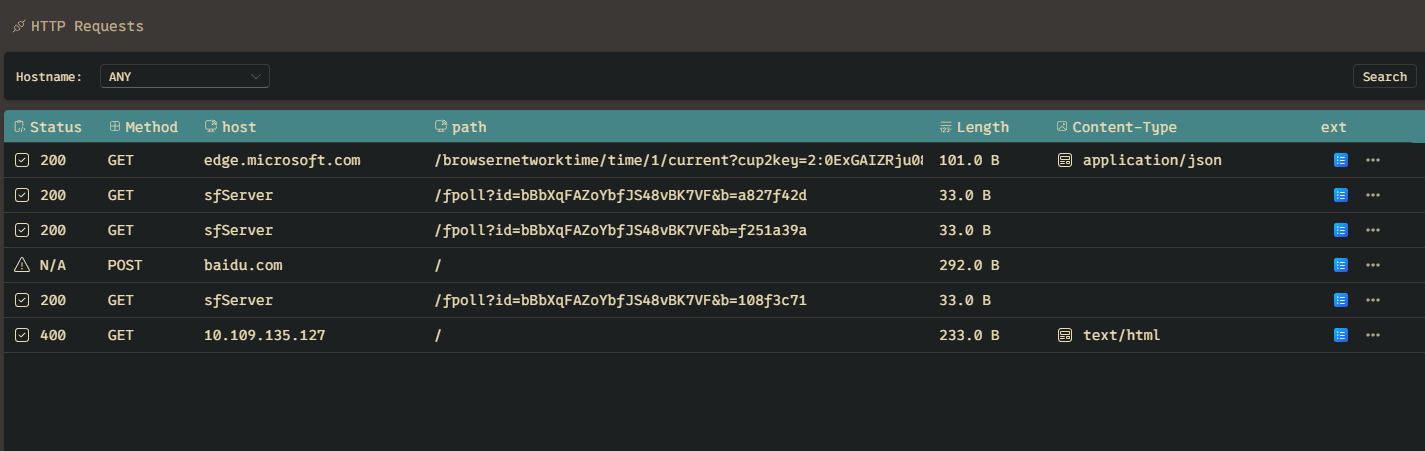 HTTP Requests
Hostname: ANY Search
Status Method host path Length Content-Type ext
200 GET edge.microsoft.com /browsernetworktime/time/1/current?cup2key=2:0ExGAIZRju08 101.0 B application/json
200 GET sfServer /fpoll?id=bBbXqFAZoYbfJS48vBK7VF&b=a827f42d 33.0 B
200 GET sfServer /fpoll?id=bBbXqFAZoYbfJS48vBK7VF&b=f251a39a 33.0 B
N/A POST baidu.com / 292.0 B
200 GET sfServer /fpoll?id=bBbXqFAZoYbfJS48vBK7VF&b=108f3c71 33.0 B
400 GET 10.109.135.127 / 233.0 B text/html